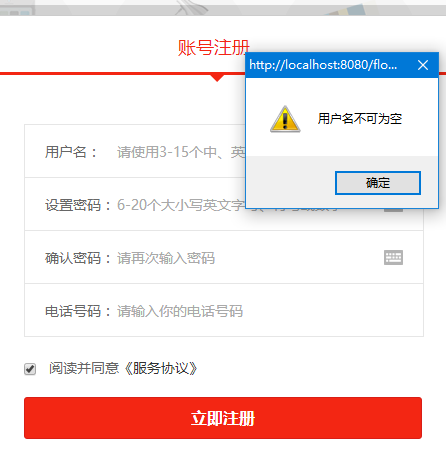 账号注册
http://localhost:8080/flo...
用户名不可为空
确定
用户名： 请使用3-15个中、英
设置密码： 6-20个大小写英文字
确认密码： 请再次输入密码
电话号码： 请输入你的电话号码
阅读并同意《服务协议》
立即注册